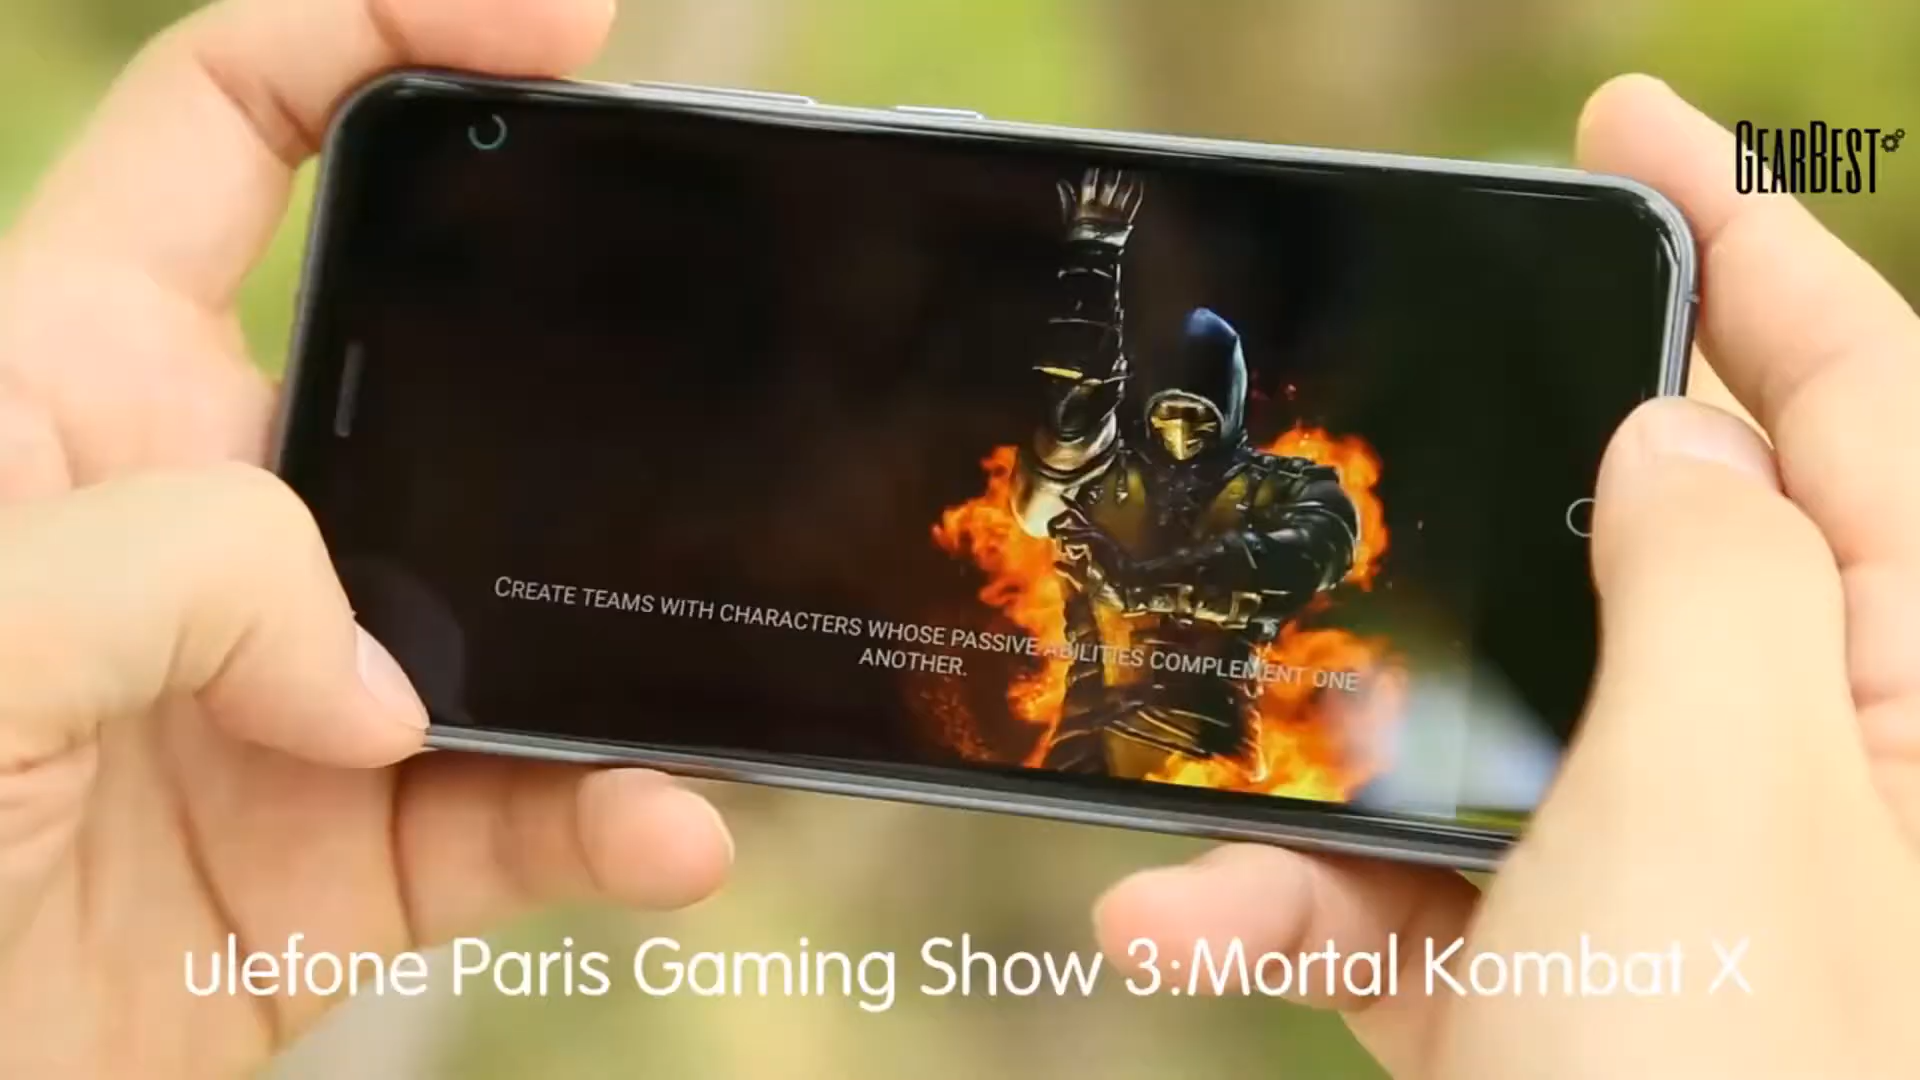 GEARBEST
CREATE TEAMS WITH CHARACTERS WHOSE PASSIVE ABILITIES COMPLEMENT ONE
ANOTHER.
ulefone Paris Gaming Show 3:Mortal Kombat X